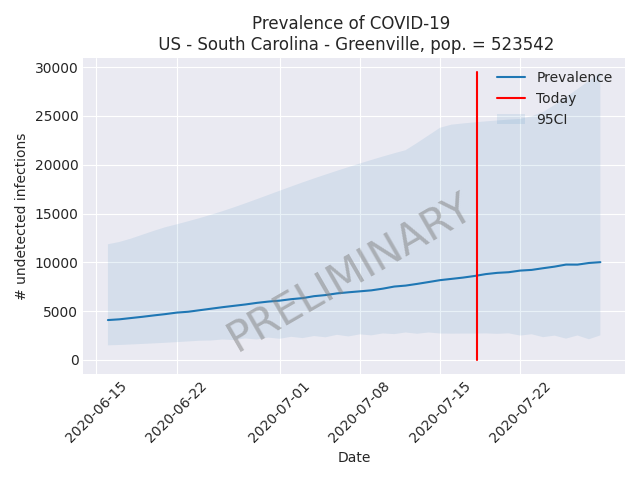 Prevalence of COVID-19
US - South Carolina - Greenville, pop. = 523542
30000
25000
20000
15000
10000
5000
0
# undetected infections
Prevalence
Today
95CI
PRELIMINARY
2020-06-15
2020-06-22
2020-07-01
2020-07-08
2020-07-15
2020-07-22
Date